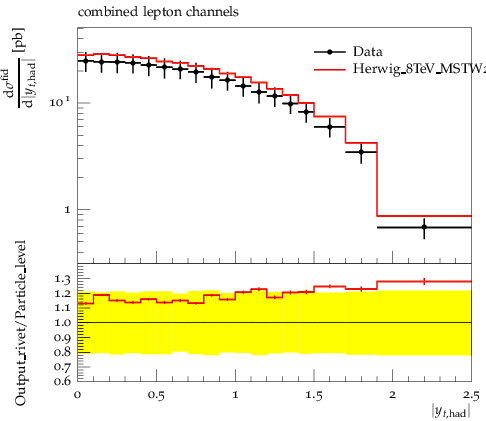 combined lepton channels
dσ^fid / d|y_t,had| [pb]
Data
Herwig_8TeV_MSTW
10^1
1
Output_rivet/Particle_level
1.3
1.2
1.1
1.0
0.9
0.8
0.7
0.6
0 0.5 1 1.5 2 2.5
|y_t,had|